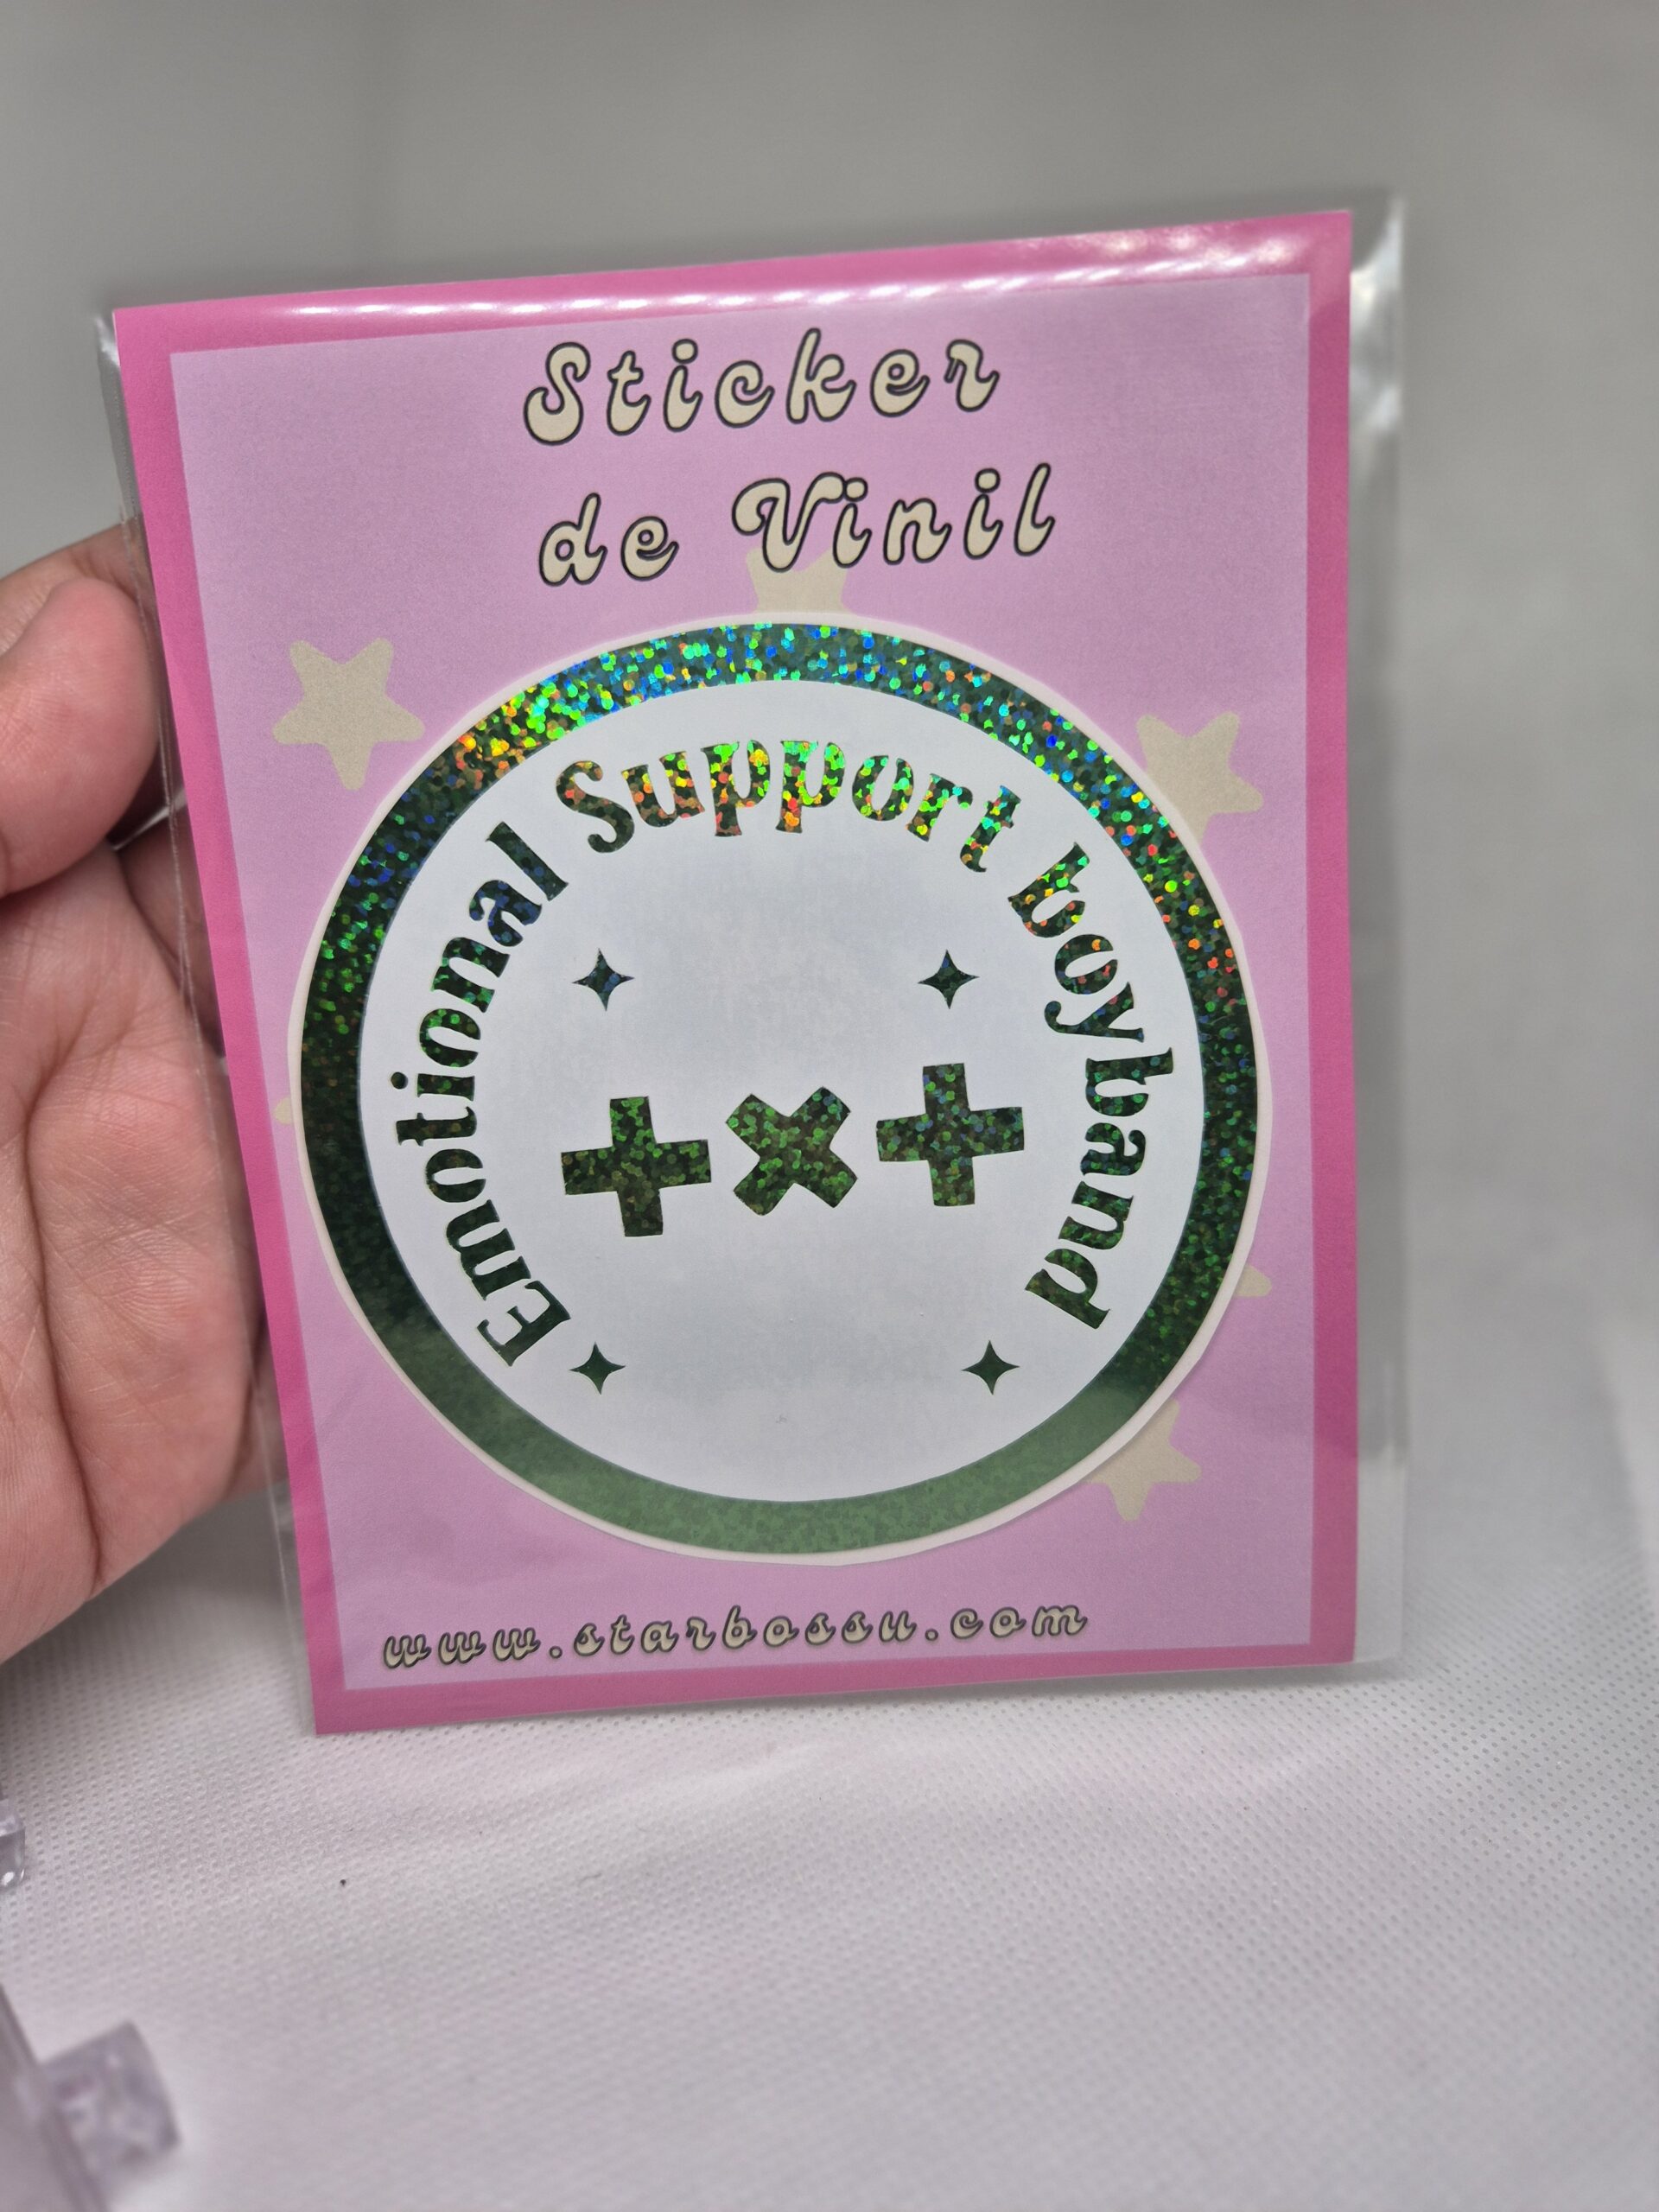 Sticker
de Vinil
Emotional Support boyband
+x+
www.starbossu.com